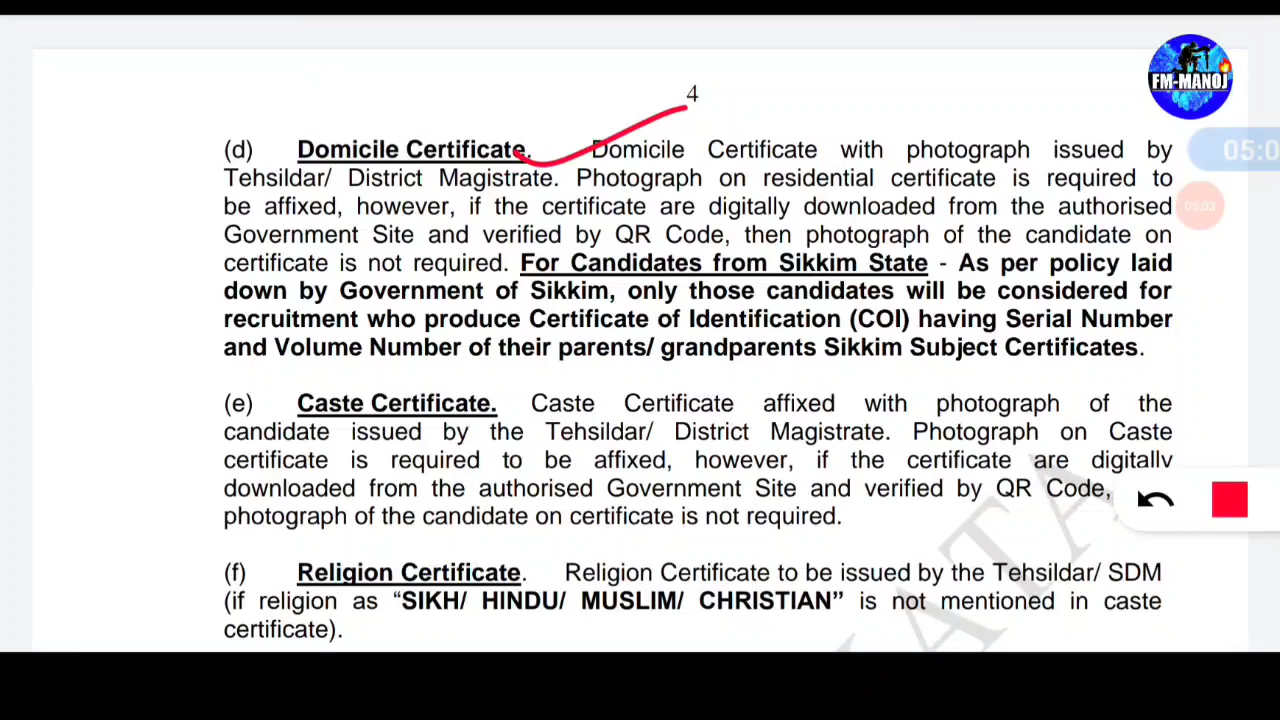 4
FM-MANOJ
(d) Domicile Certificate. Domicile Certificate with photograph issued by
05:0
Tehsildar/ District Magistrate. Photograph on residential certificate is required to
be affixed, however, if the certificate are digitally downloaded from the authorised
05:03
Government Site and verified by QR Code, then photograph of the candidate on
certificate is not required. For Candidates from Sikkim State - As per policy laid
down by Government of Sikkim, only those candidates will be considered for
recruitment who produce Certificate of Identification (COI) having Serial Number
and Volume Number of their parents/ grandparents Sikkim Subject Certificates.
(e) Caste Certificate. Caste Certificate affixed with photograph of the
candidate issued by the Tehsildar/ District Magistrate. Photograph on Caste
certificate is required to be affixed, however, if the certificate are digitally
downloaded from the authorised Government Site and verified by QR Code,
photograph of the candidate on certificate is not required.
(f) Religion Certificate. Religion Certificate to be issued by the Tehsildar/ SDM
(if religion as “SIKH/ HINDU/ MUSLIM/ CHRISTIAN” is not mentioned in caste
certificate).